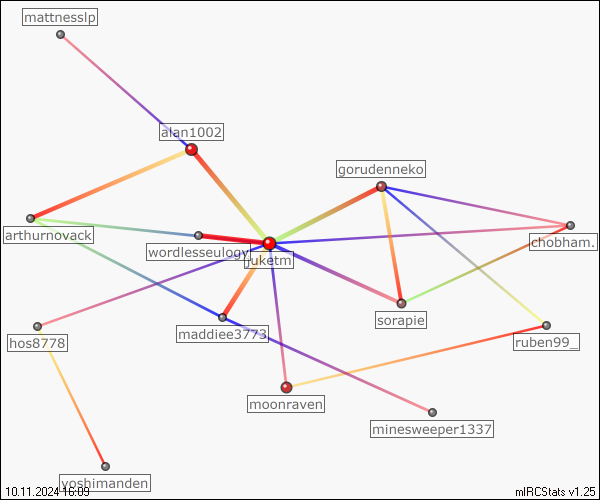 mattnesslp
alan1002
gorudenneko
arthurnovack
wordlesseulogy
juketm
chobham.
sorapie
maddiee3773
hos8778
ruben99_
moonraven
minesweeper1337
yoshimanden
10.11.2024 16:09
mIRCStats v1.25